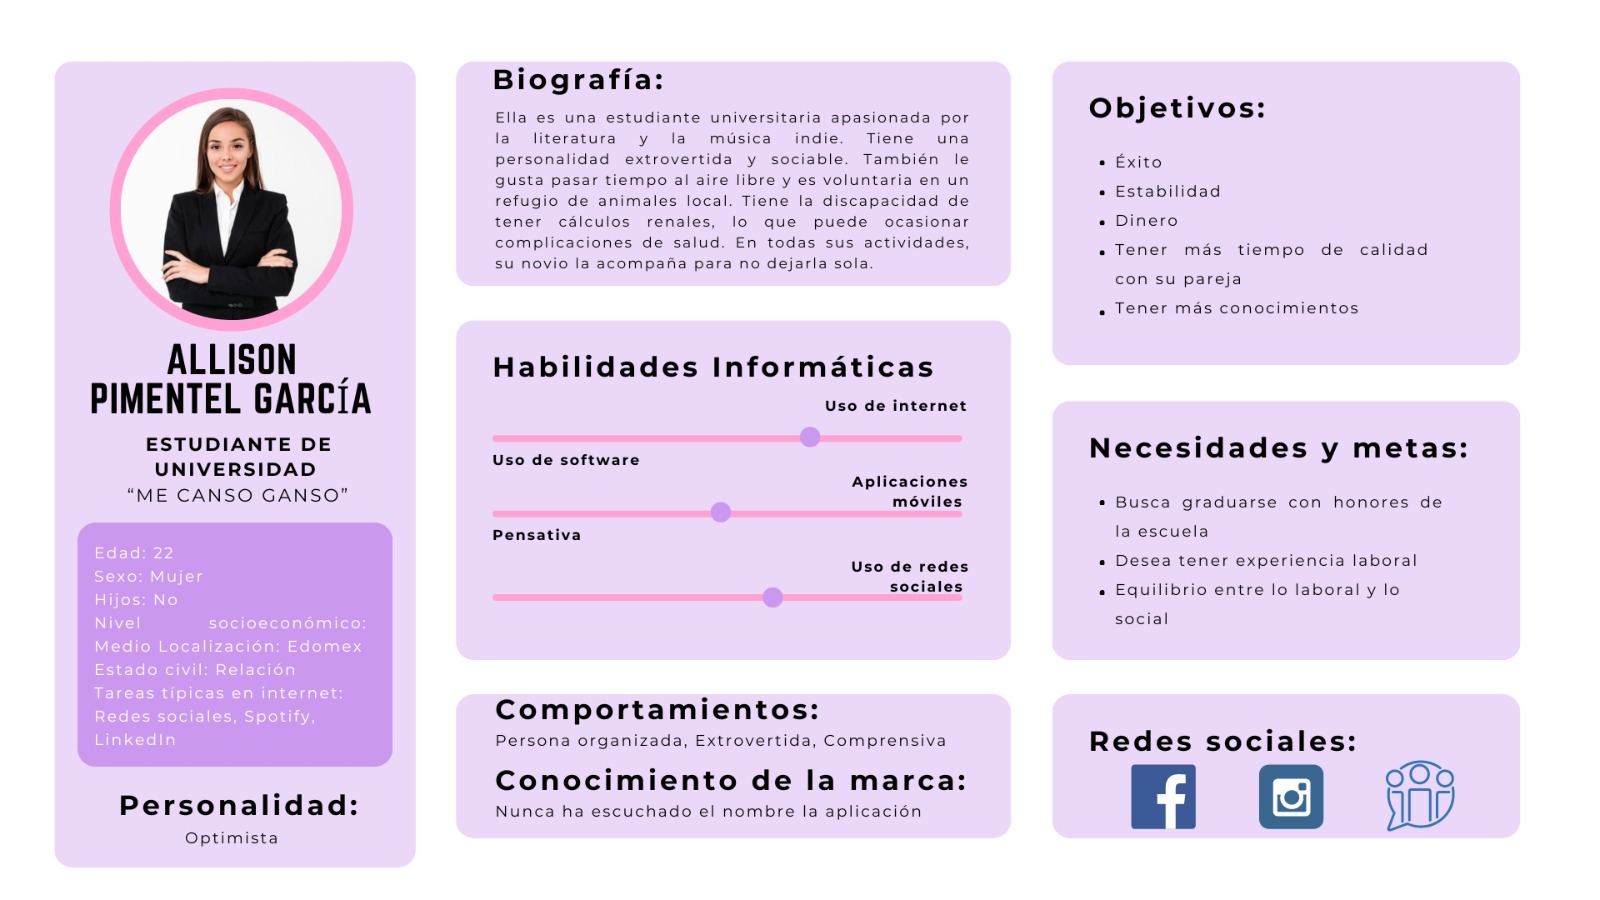 ALLISON
PIMENTEL GARCÍA
ESTUDIANTE DE
UNIVERSIDAD
“ME CANSO GANSO”
Edad: 22
Sexo: Mujer
Hijos: No
Nivel socioeconómico:
Medio Localización: Edomex
Estado civil: Relación
Tareas típicas en internet:
Redes sociales, Spotify,
LinkedIn
Personalidad:
Optimista
Biografía:
Ella es una estudiante universitaria apasionada por
la literatura y la música indie. Tiene una
personalidad extrovertida y sociable. También le
gusta pasar tiempo al aire libre y es voluntaria en un
refugio de animales local. Tiene la discapacidad de
tener cálculos renales, lo que puede ocasionar
complicaciones de salud. En todas sus actividades,
su novio la acompaña para no dejarla sola.
Habilidades Informáticas
Uso de internet
Uso de software
Aplicaciones
móviles
Pensativa
Uso de redes
sociales
Comportamientos:
Persona organizada, Extrovertida, Comprensiva
Conocimiento de la marca:
Nunca ha escuchado el nombre la aplicación
Objetivos:
• Éxito
• Estabilidad
• Dinero
• Tener más tiempo de calidad
con su pareja
• Tener más conocimientos
Necesidades y metas:
• Busca graduarse con honores de
la escuela
• Desea tener experiencia laboral
• Equilibrio entre lo laboral y lo
social
Redes sociales: